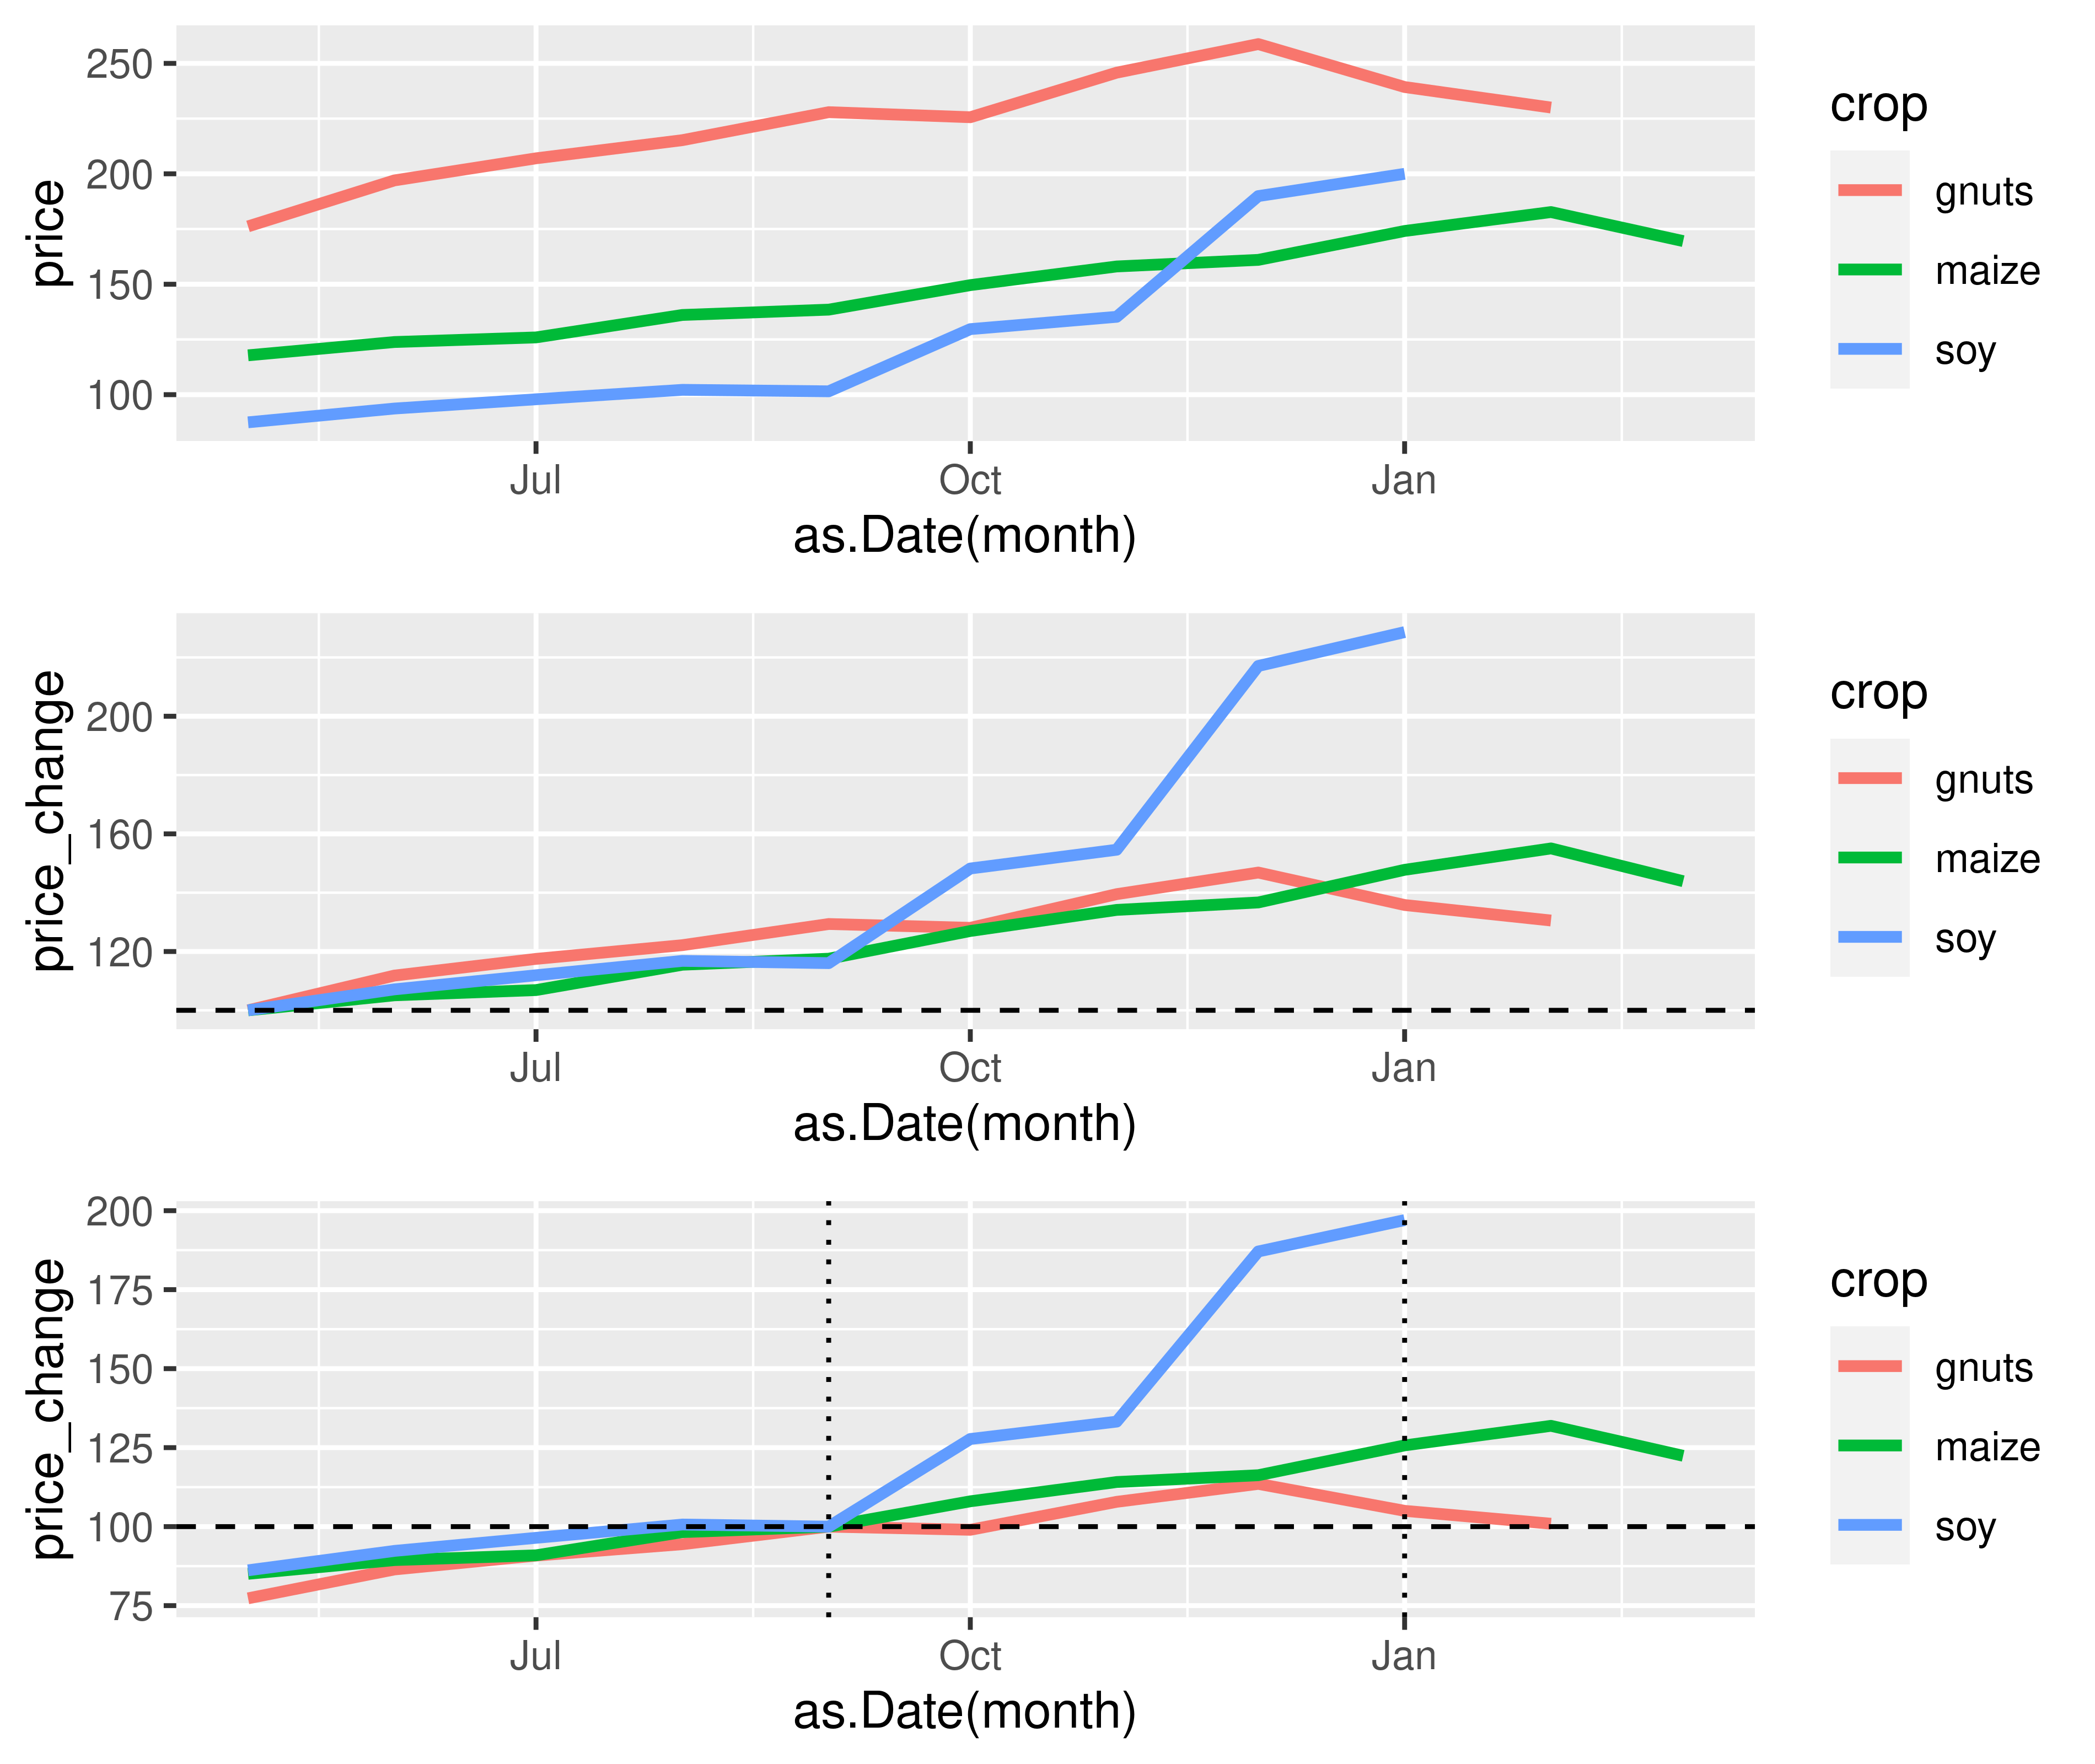 price
250
200
150
100
Jul Oct Jan
as.Date(month)
crop
gnuts
maize
soy
price_change
200
160
120
Jul Oct Jan
as.Date(month)
crop
gnuts
maize
soy
price_change
200
175
150
125
100
75
Jul Oct Jan
as.Date(month)
crop
gnuts
maize
soy